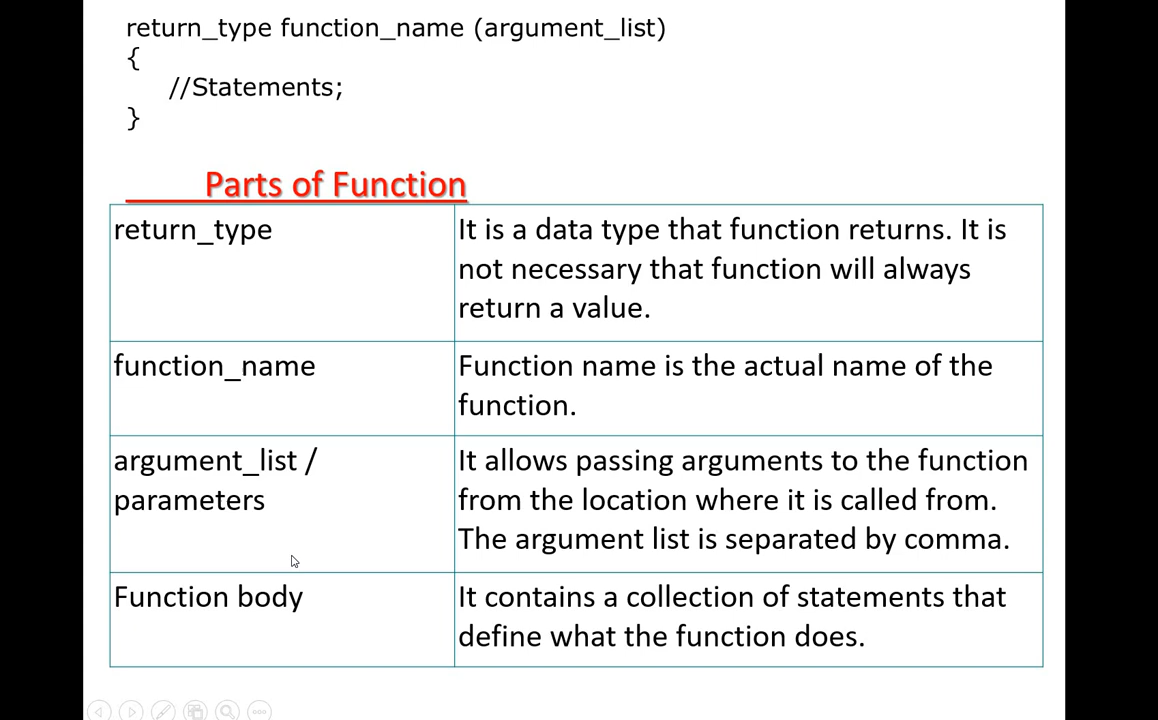 return_type function_name (argument_list)
{
//Statements;
}
Parts of Function
return_type
It is a data type that function returns. It is
not necessary that function will always
return a value.
function_name
Function name is the actual name of the
function.
argument_list /
parameters
It allows passing arguments to the function
from the location where it is called from.
The argument list is separated by comma.
Function body
It contains a collection of statements that
define what the function does.